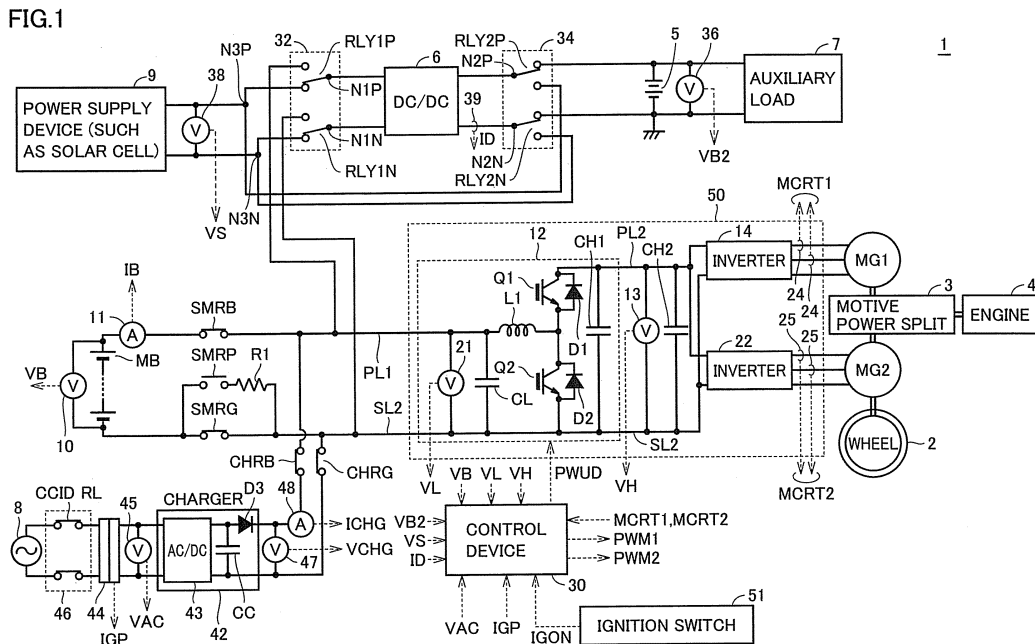 FIG.1
1
9
POWER SUPPLY
DEVICE (SUCH
AS SOLAR CELL)
38
V
VS
N3P
N3N
32
RLY1P
N1P
N1N
RLY1N
6
DC/DC
39
ID
N2P
RLY2P
34
N2N
RLY2N
5
36
V
VB2
7
AUXILIARY
LOAD
IB
11
A
SMRB
MB
VB
V
10
SMRP
R1
SMRG
PL1
SL2
CHRB
CHRG
50
12
21
V
VL
CL
L1
Q1
D1
Q2
D2
CH1
PL2
13
V
VH
CH2
SL2
PWUD
14
INVERTER
22
INVERTER
MCRT1
24
24
25
25
MCRT2
MG1
3
MOTIVE
POWER SPLIT
4
ENGINE
MG2
WHEEL
2
8
CCID RL
46
44
IGP
45
V
VAC
CHARGER
AC/DC
43
CC
42
D3
48
A
ICHG
V
VCHG
47
VB
VL
VH
VB2
VS
ID
CONTROL
DEVICE
30
MCRT1,MCRT2
PWM1
PWM2
VAC
IGP
IGON
51
IGNITION SWITCH